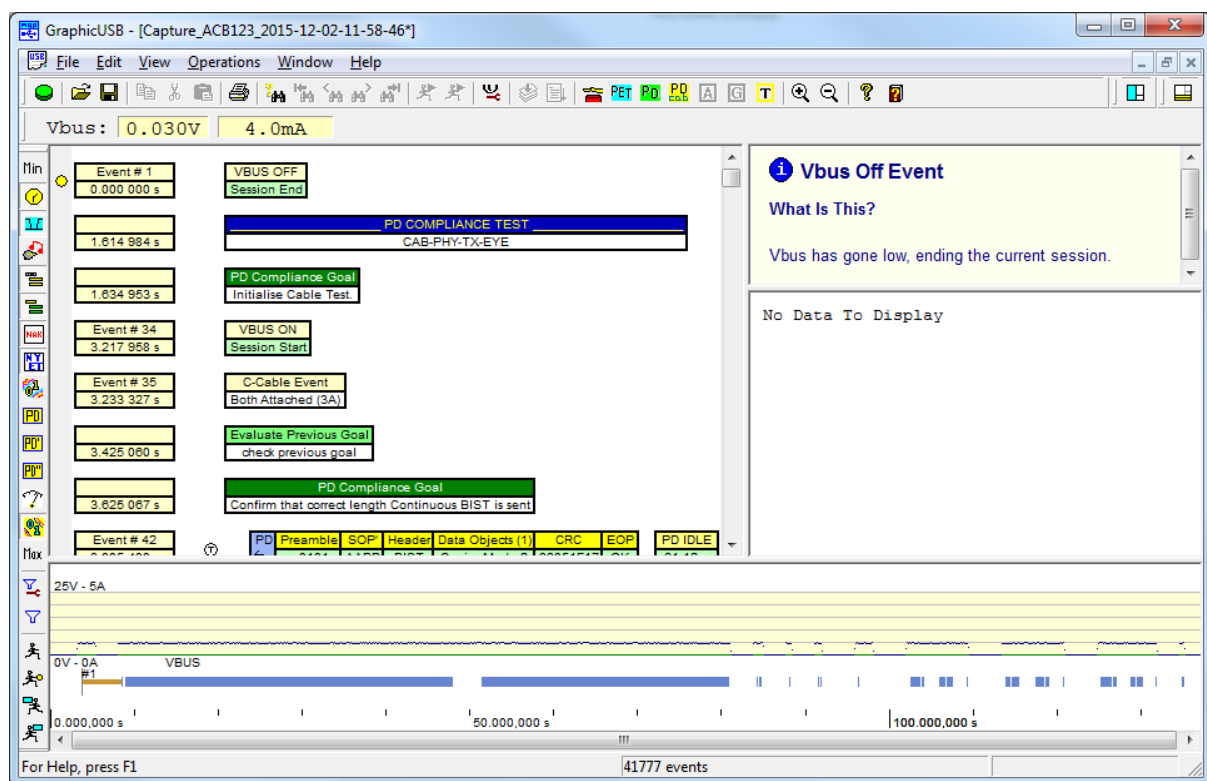 GraphicUSB - [Capture_ACB123_2015-12-02-11-58-46*]
File Edit View Operations Window Help
PET PD A G T
Vbus: 0.030V 4.0mA
Min
NAK
NYET
PD
PD'
PD"
Max
Event # 1 VBUS OFF
0.000 000 s Session End
PD COMPLIANCE TEST
1.614 984 s CAB-PHY-TX-EYE
PD Compliance Goal
1.634 953 s Initialise Cable Test.
Event # 34 VBUS ON
3.217 958 s Session Start
Event # 35 C-Cable Event
3.233 327 s Both Attached (3A)
Evaluate Previous Goal
3.425 060 s check previous goal
PD Compliance Goal
3.625 067 s Confirm that correct length Continuous BIST is sent
Event # 42 T PD Preamble SOP' Header Data Objects (1) CRC EOP PD IDLE
Vbus Off Event
What Is This?
Vbus has gone low, ending the current session.
No Data To Display
25V - 5A
0V - 0A VBUS
#1
0.000,000 s 50.000,000 s 100.000,000 s
For Help, press F1 41777 events